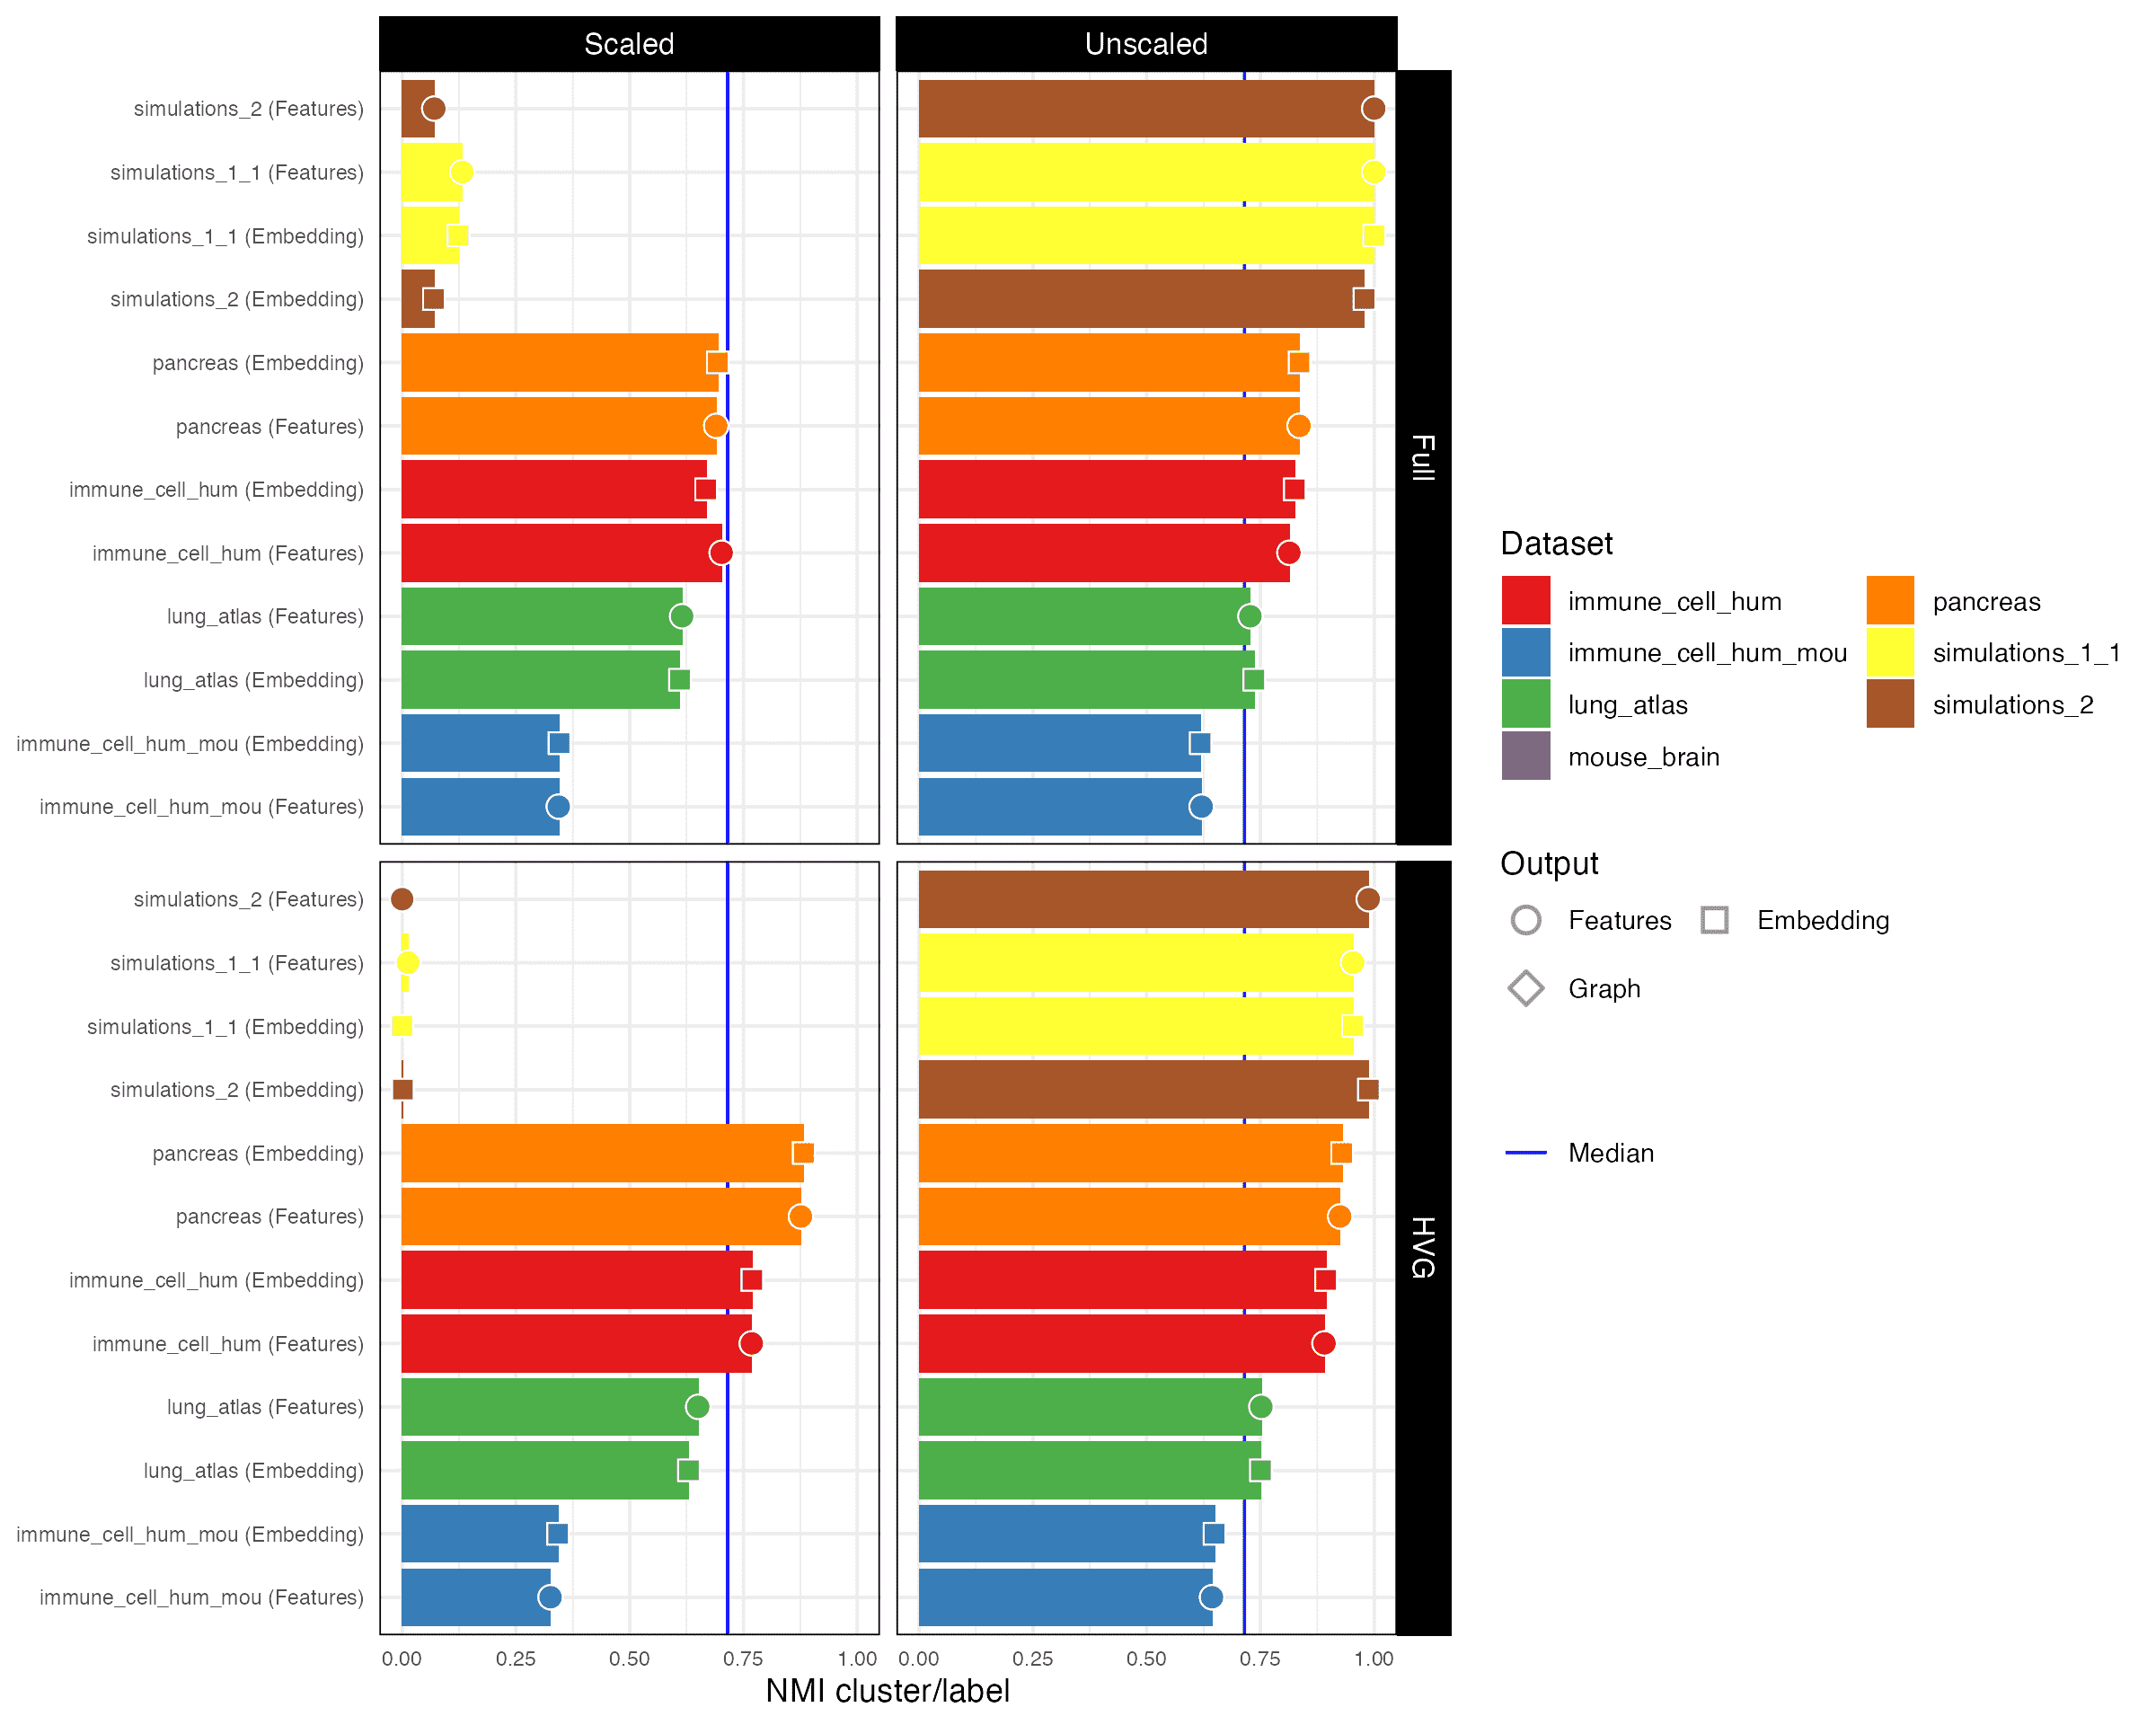 Scaled
Unscaled
simulations_2 (Features)
simulations_1_1 (Features)
simulations_1_1 (Embedding)
simulations_2 (Embedding)
pancreas (Embedding)
pancreas (Features)
immune_cell_hum (Embedding)
immune_cell_hum (Features)
lung_atlas (Features)
lung_atlas (Embedding)
immune_cell_hum_mou (Embedding)
immune_cell_hum_mou (Features)
Full
simulations_2 (Features)
simulations_1_1 (Features)
simulations_1_1 (Embedding)
simulations_2 (Embedding)
pancreas (Embedding)
pancreas (Features)
immune_cell_hum (Embedding)
immune_cell_hum (Features)
lung_atlas (Features)
lung_atlas (Embedding)
immune_cell_hum_mou (Embedding)
immune_cell_hum_mou (Features)
HVG
0.00 0.25 0.50 0.75 1.00
0.00 0.25 0.50 0.75 1.00
NMI cluster/label
Dataset
immune_cell_hum
immune_cell_hum_mou
lung_atlas
mouse_brain
pancreas
simulations_1_1
simulations_2
Output
Features
Embedding
Graph
Median